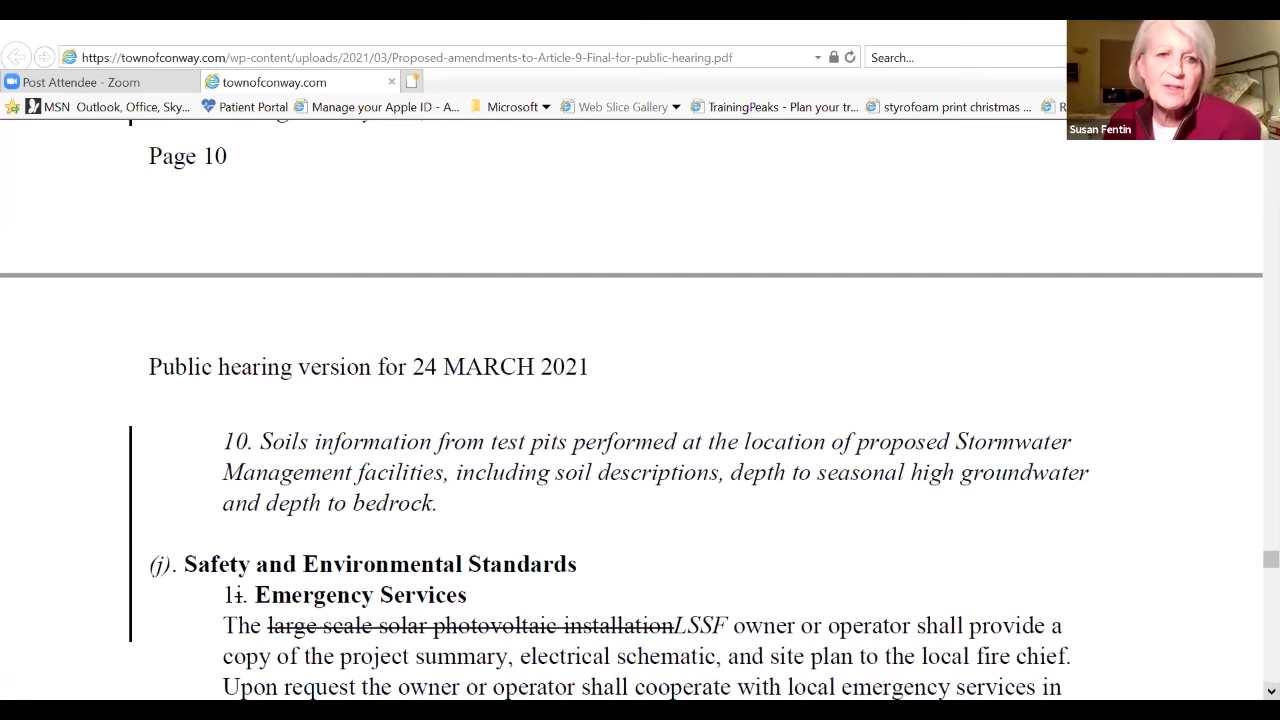 https://townofconway.com/wp-content/uploads/2021/03/Proposed-amendments-to-Article-9-Final-for-public-hearing.pdf
Search...
Post Attendee - Zoom
townofconway.com
MSN
Outlook, Office, Sky...
Patient Portal
Manage your Apple ID - A...
Microsoft
Web Slice Gallery
TrainingPeaks - Plan your tr...
styrofoam print christmas ...
Susan Fentin
Page 10
Public hearing version for 24 MARCH 2021
10. Soils information from test pits performed at the location of proposed Stormwater
Management facilities, including soil descriptions, depth to seasonal high groundwater
and depth to bedrock.
(j). Safety and Environmental Standards
1i. Emergency Services
The large scale solar photovoltaic installationLSSF owner or operator shall provide a
copy of the project summary, electrical schematic, and site plan to the local fire chief.
Upon request the owner or operator shall cooperate with local emergency services in